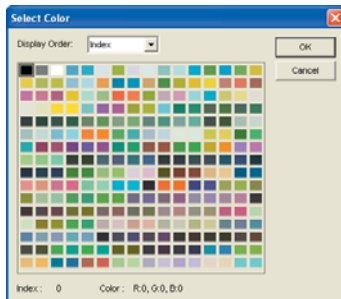 Select Color
Display Order: Index
OK
Cancel
Index : 0 Color : R:0, G:0, B:0